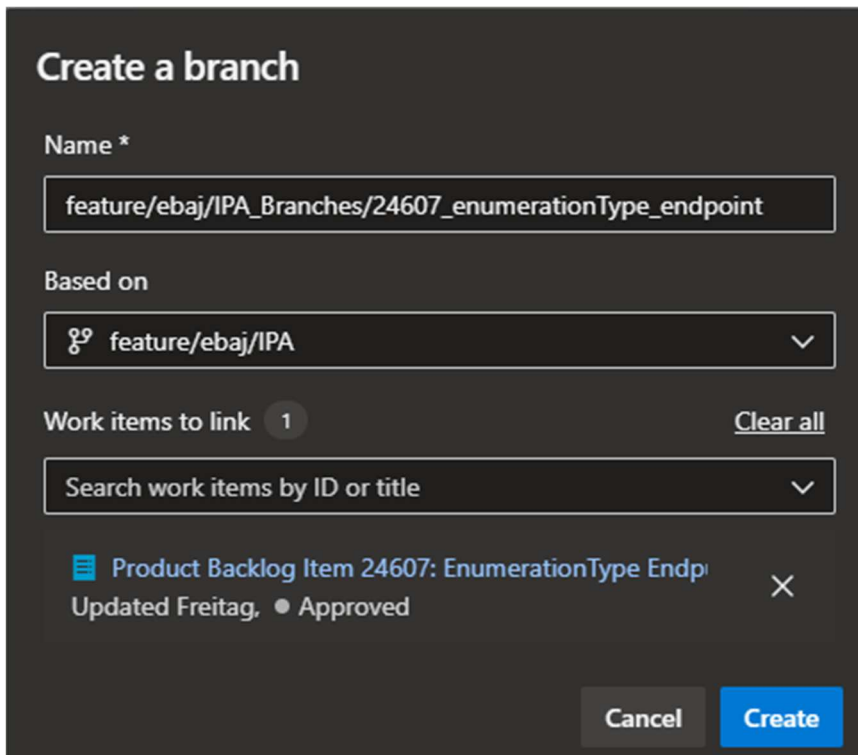 Create a branch
Name *
feature/ebaj/IPA_Branches/24607_enumerationType_endpoint
Based on
feature/ebaj/IPA
Work items to link 1 Clear all
Search work items by ID or title
Product Backlog Item 24607: EnumerationType
Updated Freitag, Approved
Cancel Create